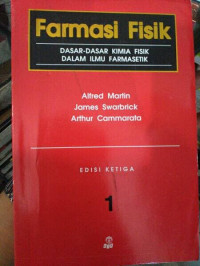 Farmasi Fisik
DASAR-DASAR KIMIA FISIK
DALAM ILMU FARMASETIK
Alfred Martin
James Swarbrick
Arthur Cammarata
EDISI KETIGA
1